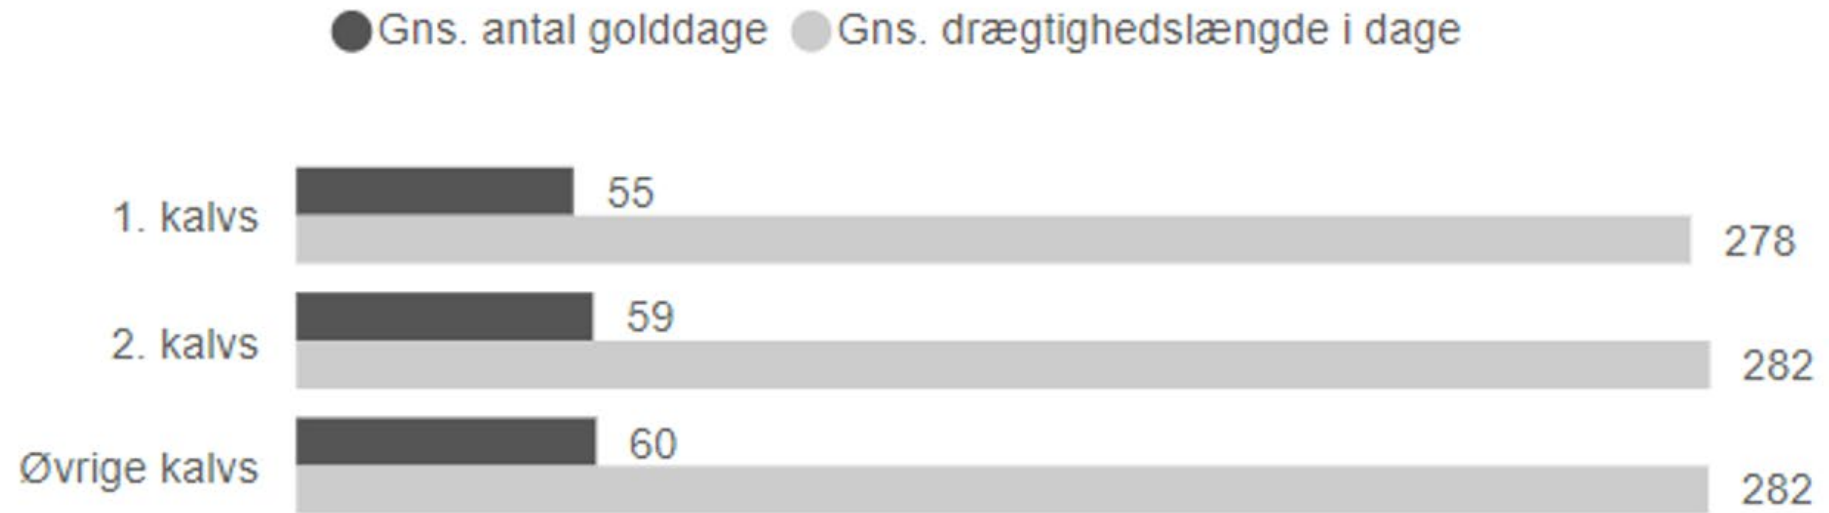 Gns. antal golddage Gns. drægtighedslængde i dage
1. kalvs 55 278
2. kalvs 59 282
Øvrige kalvs 60 282